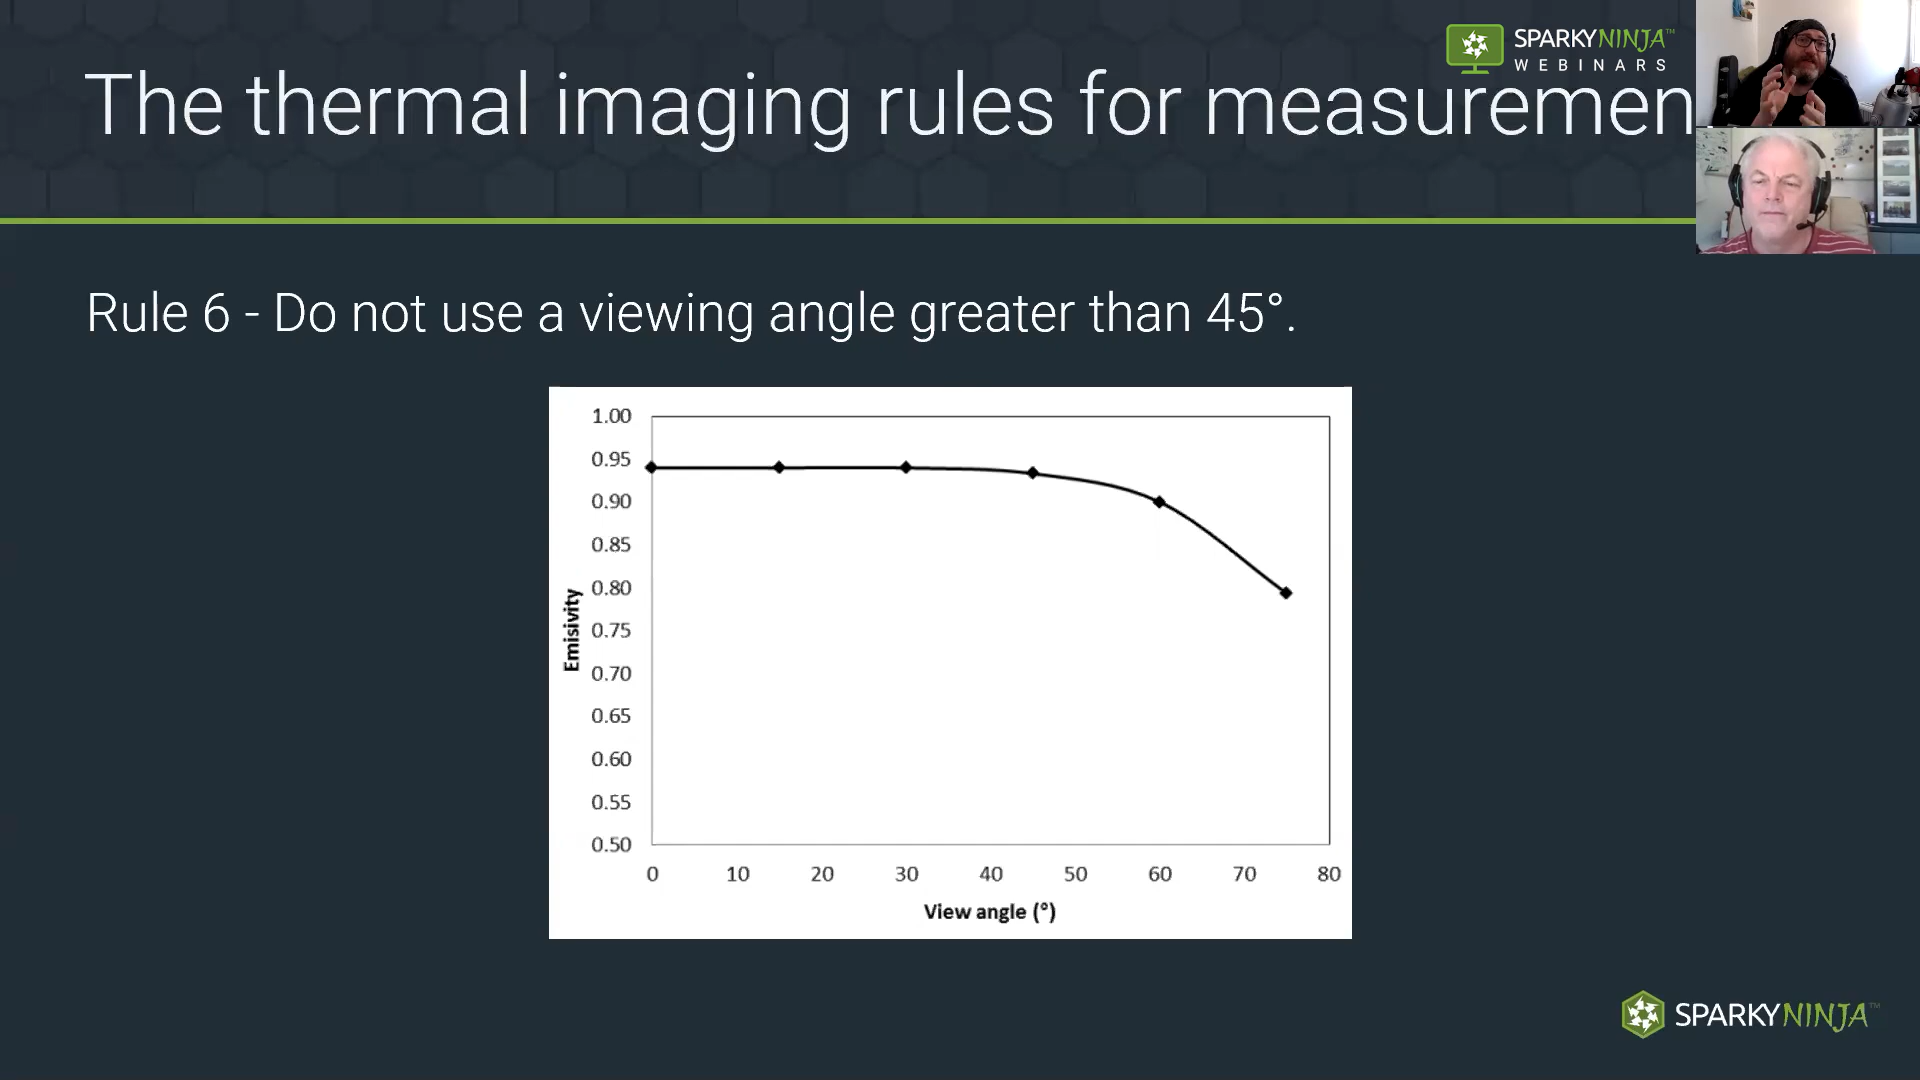 SPARKYNINJA™
WEBINARS
The thermal imaging rules for measuremen
Rule 6 - Do not use a viewing angle greater than 45°.
1.00
0.95
0.90
0.85
0.80
0.75
0.70
0.65
0.60
0.55
0.50
Emisivity
0 10 20 30 40 50 60 70 80
View angle (°)
SPARKYNINJA™